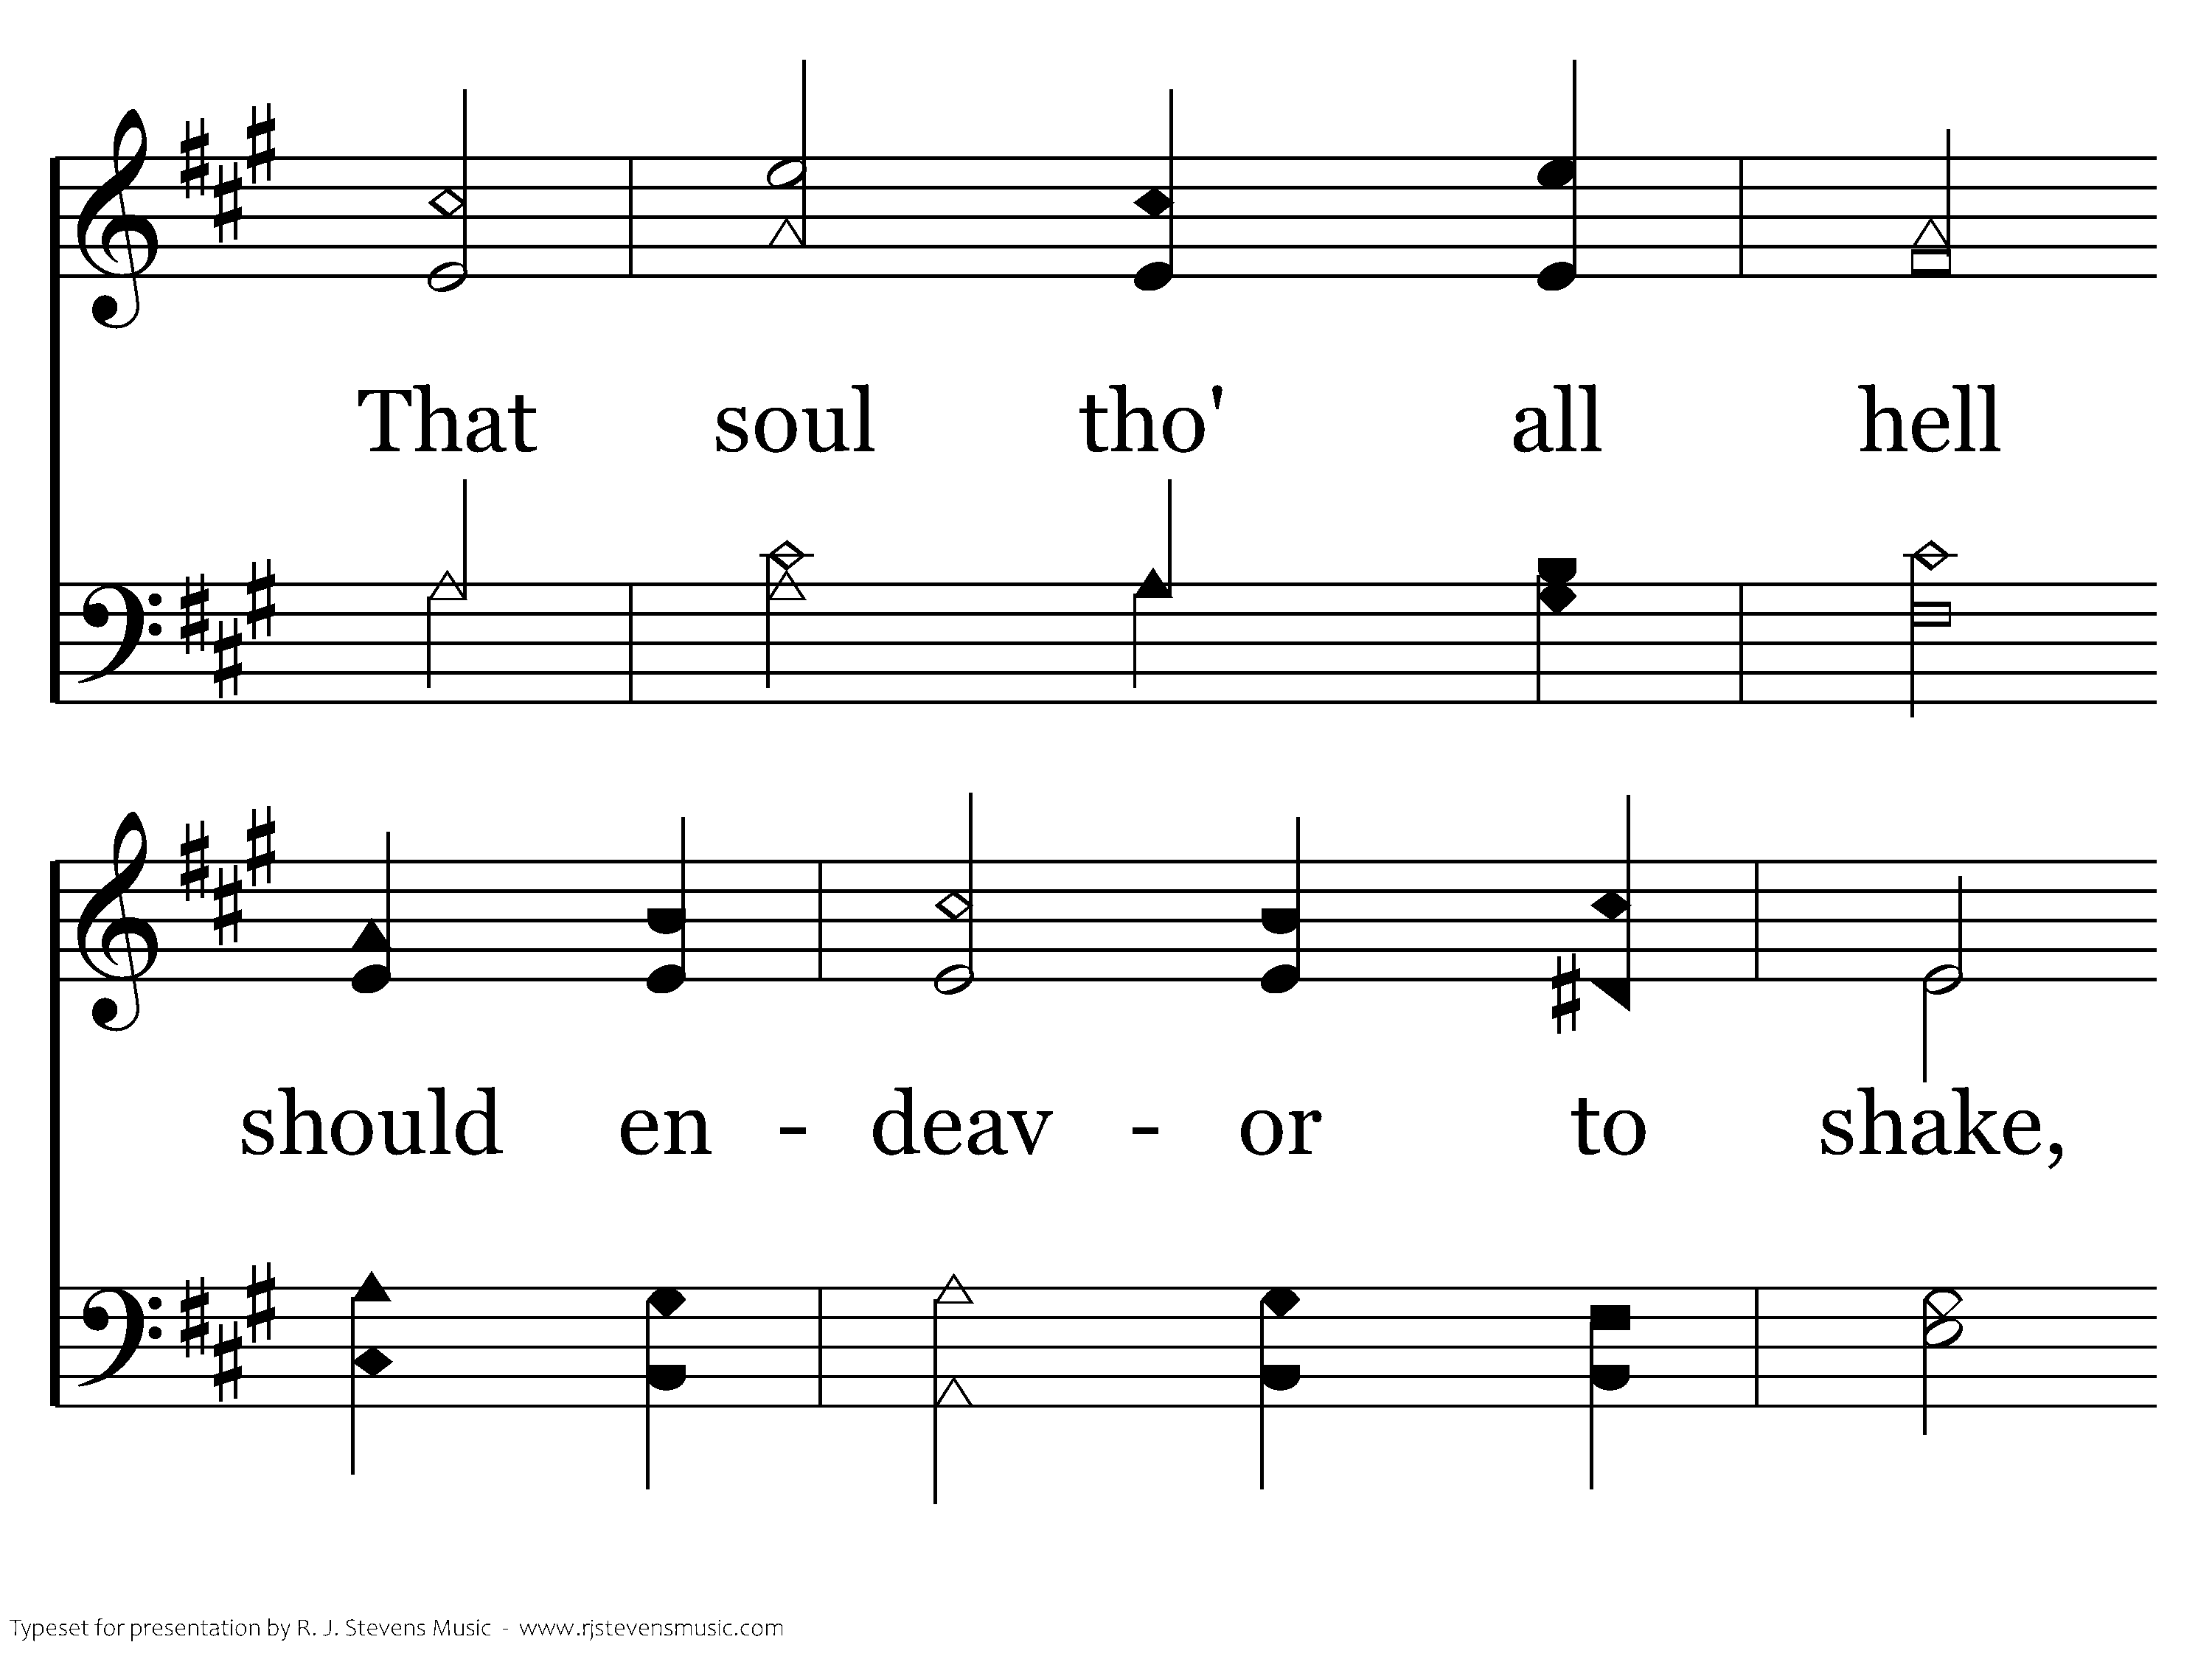 That soul tho' all hell
should en - deav - or to shake,
Typeset for presentation by R. J. Stevens Music - www.rjstevensmusic.com